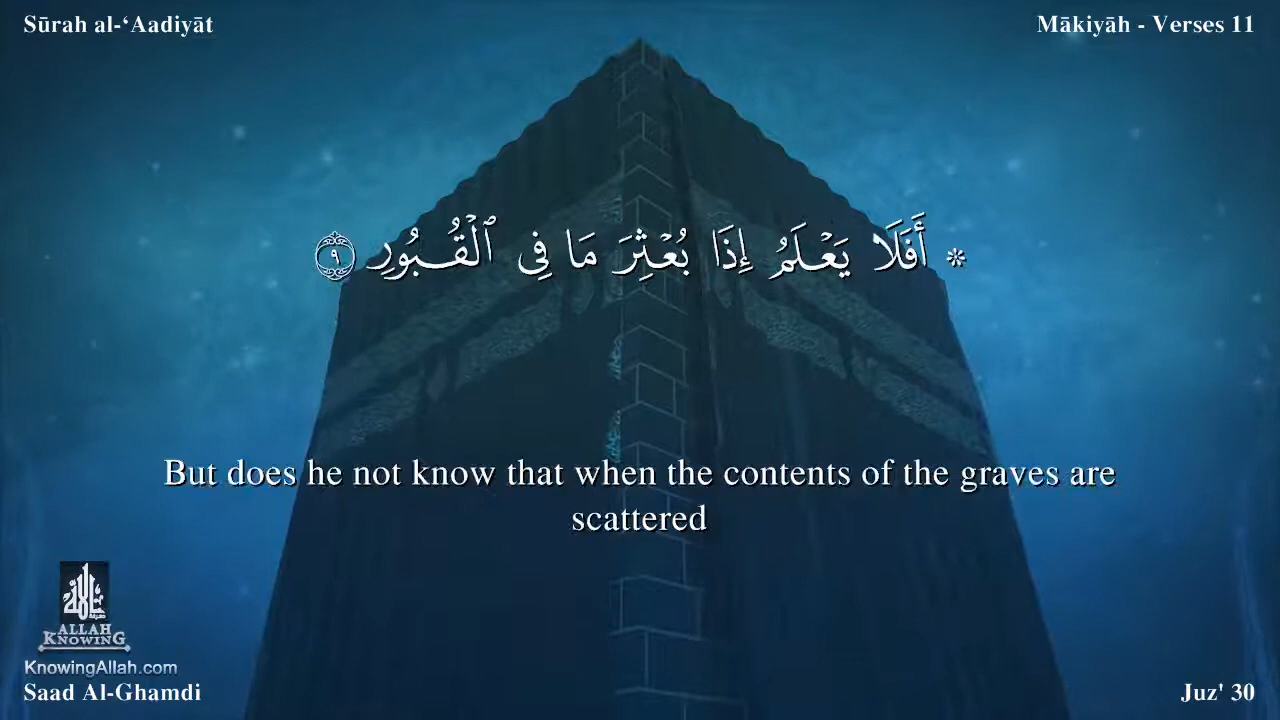 Sūrah al-‘Aadiyāt
Mākiyāh - Verses 11
* أَفَلَا يَعْلَمُ إِذَا بُعْثِرَ مَا فِى ٱلْقُبُورِ ٩
But does he not know that when the contents of the graves are
scattered
ALLAH
KNOWING
KnowingAllah.com
Saad Al-Ghamdi
Juz' 30